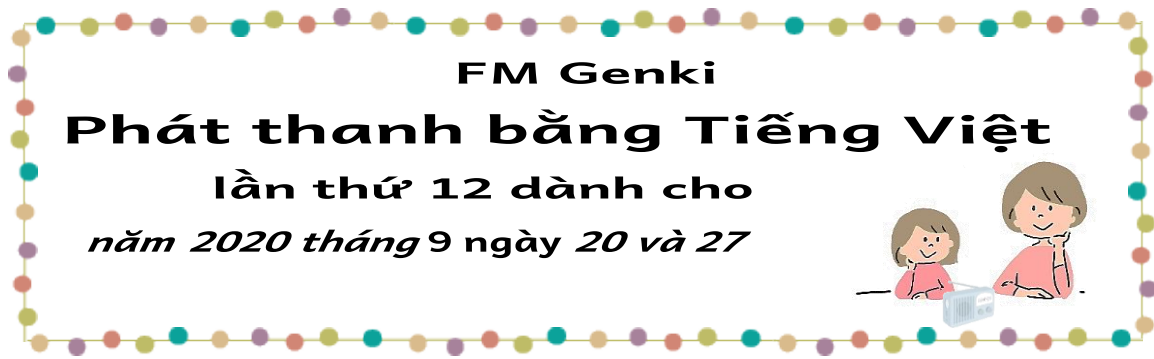 FM Genki
Phát thanh bằng Tiếng Việt
lần thứ 12 dành cho
năm 2020 tháng 9 ngày 20 và 27